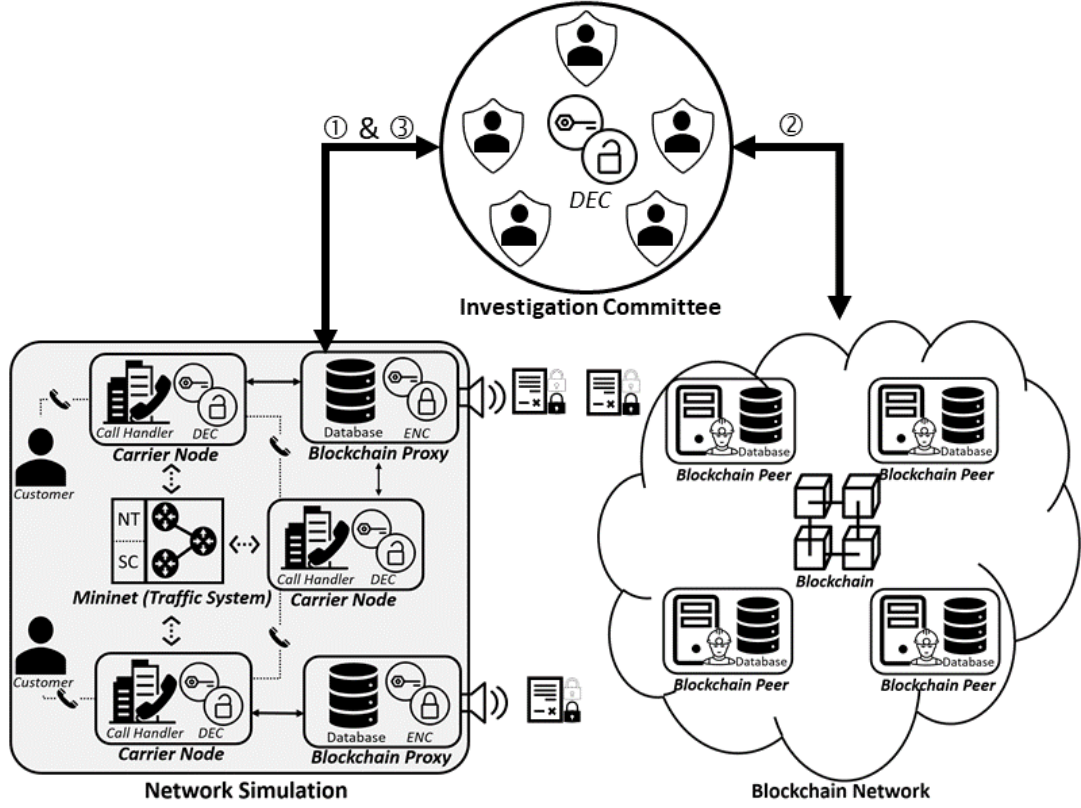 ① & ③
②
DEC
Investigation Committee
Call Handler DEC
Carrier Node
Database ENC
Blockchain Proxy
Customer
NT
SC
Mininet (Traffic System)
Call Handler DEC
Carrier Node
Customer
Call Handler DEC
Carrier Node
Database ENC
Blockchain Proxy
Network Simulation
Database
Blockchain Peer
Database
Blockchain Peer
Blockchain
Database
Blockchain Peer
Database
Blockchain Peer
Blockchain Network